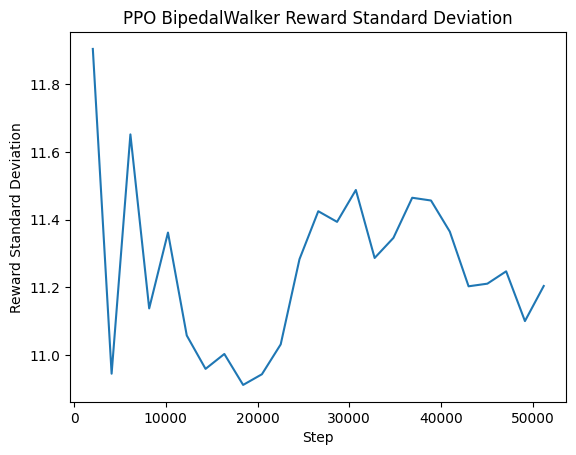 PPO BipedalWalker Reward Standard Deviation
Reward Standard Deviation
11.8
11.6
11.4
11.2
11.0
0 10000 20000 30000 40000 50000
Step